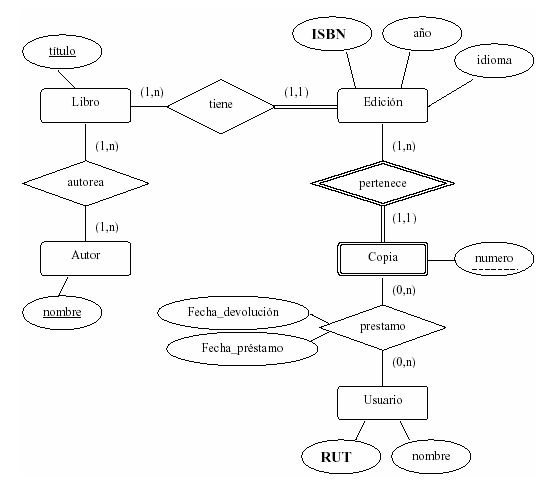 ISBN
año
título
idioma
(1,n)
(1,1)
Libro
tiene
Edición
(1,n)
(1,n)
autorea
pertenece
(1,n)
(1,1)
Autor
Copia
numero
(0,n)
nombre
Fecha_devolución
prestamo
Fecha_préstamo
(0,n)
Usuario
RUT
nombre